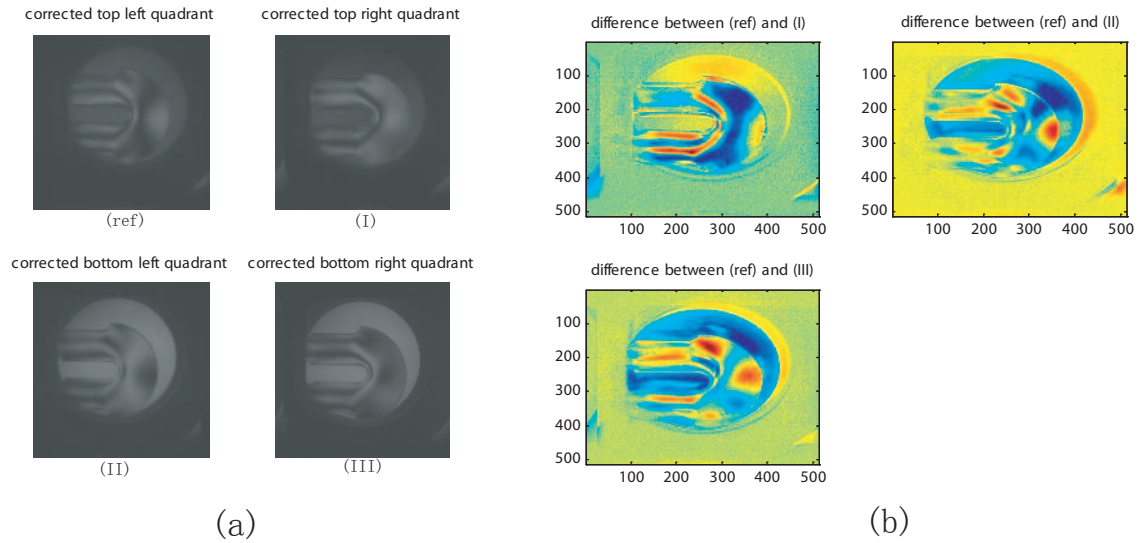 corrected top left quadrant
corrected top right quadrant
(ref)
(I)
corrected bottom left quadrant
corrected bottom right quadrant
(II)
(III)
(a)
difference between (ref) and (I)
100
200
300
400
500
100 200 300 400 500
difference between (ref) and (II)
100
200
300
400
500
100 200 300 400 500
difference between (ref) and (III)
100
200
300
400
500
100 200 300 400 500
(b)